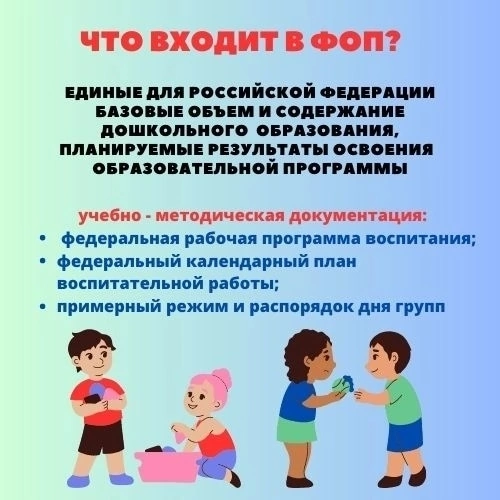 ЧТО ВХОДИТ В ФОП?
ЕДИНЫЕ ДЛЯ РОССИЙСКОЙ ФЕДЕРАЦИИ
БАЗОВЫЕ ОБЪЕМ И СОДЕРЖАНИЕ
ДОШКОЛЬНОГО ОБРАЗОВАНИЯ,
ПЛАНИРУЕМЫЕ РЕЗУЛЬТАТЫ ОСВОЕНИЯ
ОБРАЗОВАТЕЛЬНОЙ ПРОГРАММЫ
учебно - методическая документация:
• федеральная рабочая программа воспитания;
• федеральный календарный план
воспитательной работы;
• примерный режим и распорядок дня групп